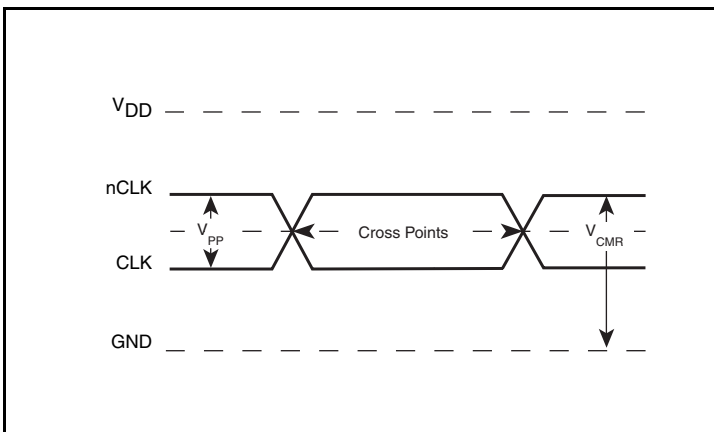 VDD
nCLK
VPP
Cross Points
VCMR
CLK
GND